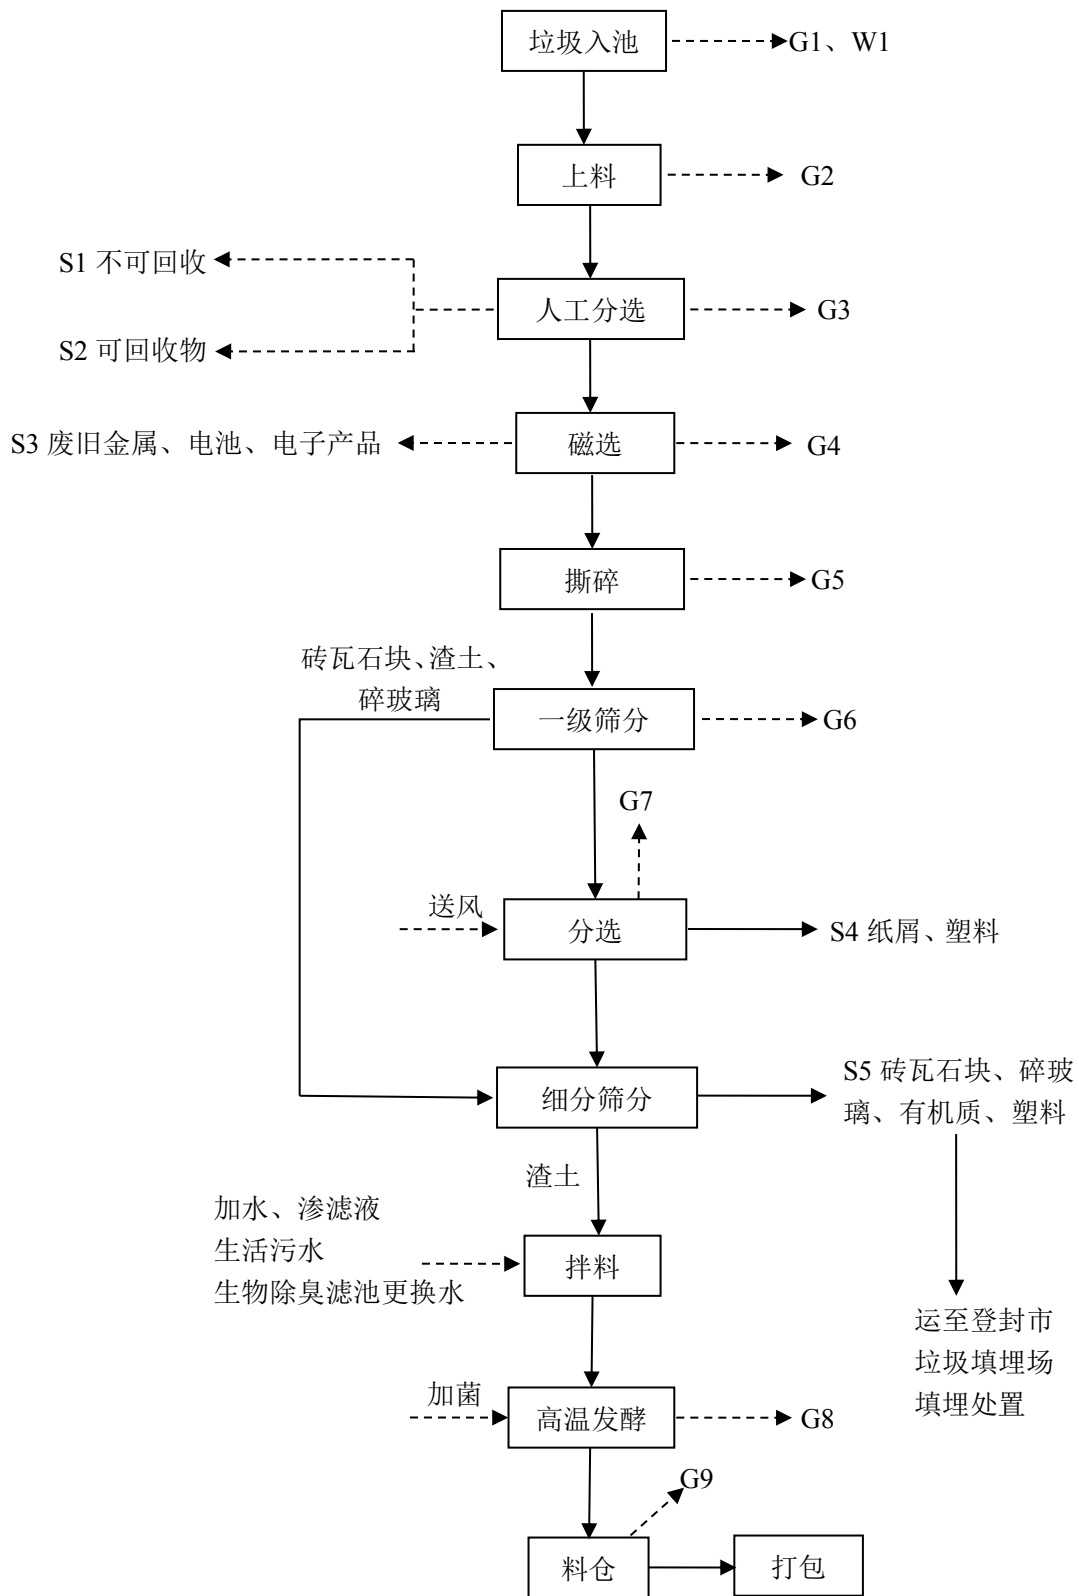 垃圾入池
G1、W1
上料
G2
S1 不可回收
人工分选
G3
S2 可回收物
S3 废旧金属、电池、电子产品
磁选
G4
撕碎
G5
砖瓦石块、渣土、
碎玻璃
一级筛分
G6
G7
送风
分选
S4 纸屑、塑料
细分筛分
S5 砖瓦石块、碎玻
璃、有机质、塑料
渣土
加水、渗滤液
生活污水
生物除臭滤池更换水
拌料
运至登封市
垃圾填埋场
填埋处置
加菌
高温发酵
G8
G9
料仓
打包